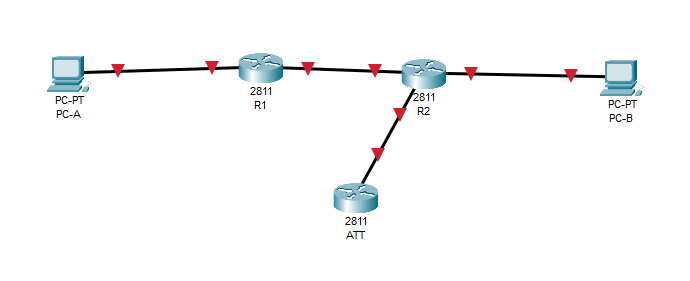 PC-PT
PC-A
2811
R1
2811
R2
PC-PT
PC-B
2811
ATT